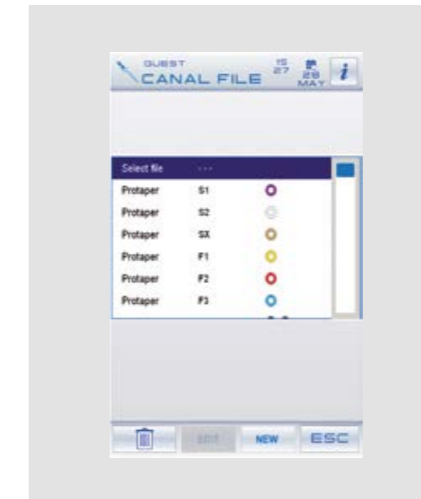 GUEST
CANAL FILE
15
27
28
MAY
i
Select file ---
Protaper S1
Protaper S2
Protaper SX
Protaper F1
Protaper F2
Protaper F3
EDIT NEW ESC